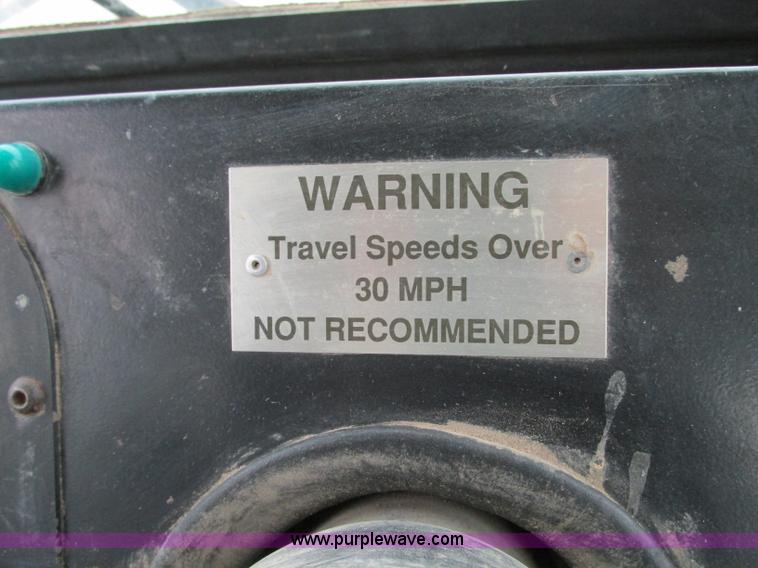 WARNING
Travel Speeds Over
30 MPH
NOT RECOMMENDED
www.purplewave.com